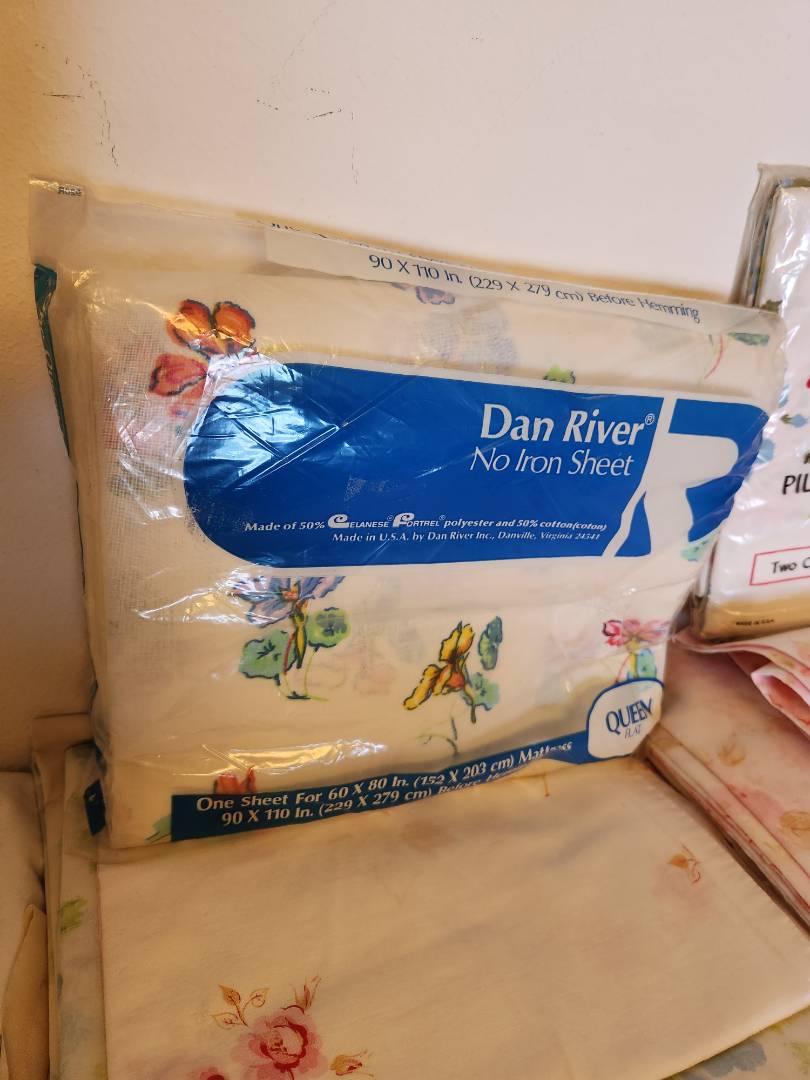 90 X 110 In. (229 X 279 cm) Before Hemming
Dan River®
No Iron Sheet
Made of 50% CELANESE® FORTREL® polyester and 50% cotton(coton)
Made in U.S.A. by Dan River Inc., Danville, Virginia 24541
QUEEN
FLAT
One Sheet For 60 X 80 In. (152 X 203 cm) Mattress
90 X 110 In. (229 X 279 cm) Before
PIL
Two C
MADE IN U.S.A.